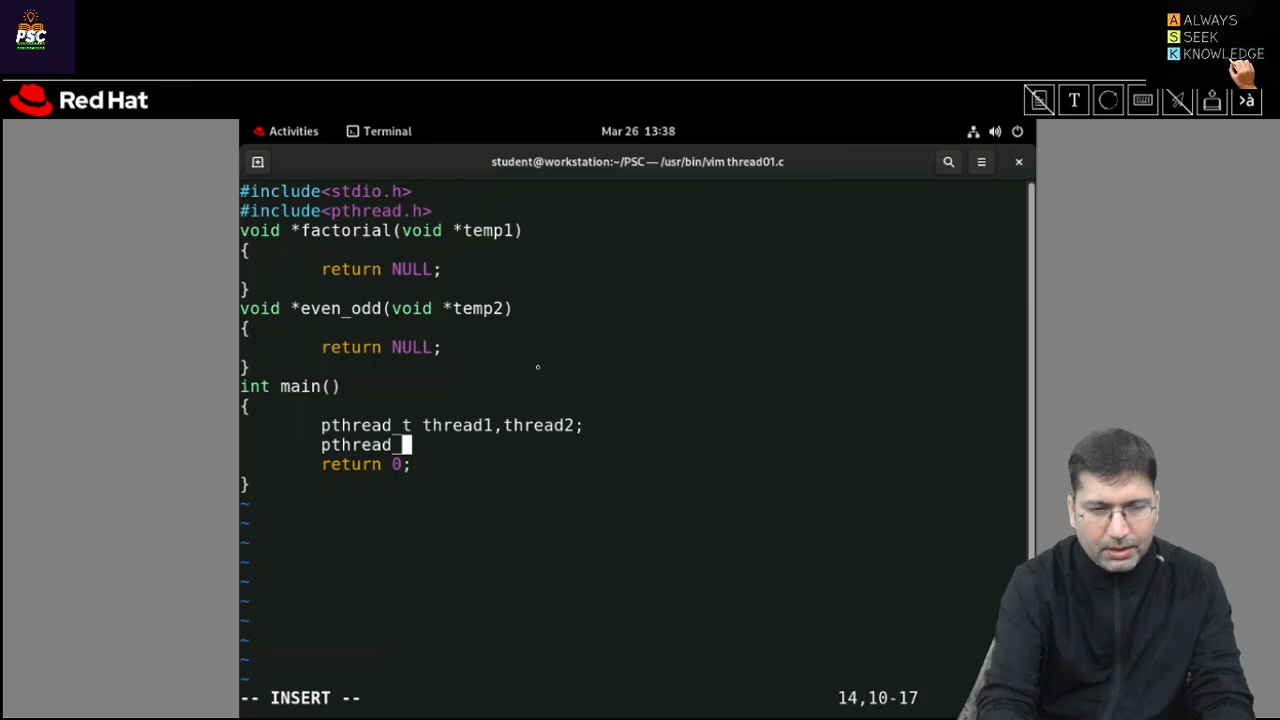 PSC
A ALWAYS
S SEEK
K KNOWLEDGE
Red Hat
T
›à
Activities
Terminal
Mar 26 13:38
student@workstation:~/PSC — /usr/bin/vim thread01.c
#include<stdio.h>
#include<pthread.h>
void *factorial(void *temp1)
{
return NULL;
}
void *even_odd(void *temp2)
{
return NULL;
}
int main()
{
pthread_t thread1,thread2;
pthread_
return 0;
}
~
~
~
~
~
~
~
~
~
~
-- INSERT --
14,10-17